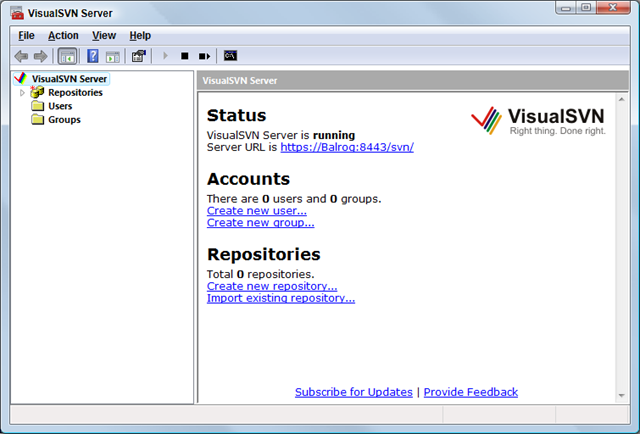 VisualSVN Server
File Action View Help
VisualSVN Server
Repositories
Users
Groups
VisualSVN Server
Status
VisualSVN Server is running
Server URL is https://Balrog:8443/svn/
VisualSVN
Right thing. Done right.
Accounts
There are 0 users and 0 groups.
Create new user...
Create new group...
Repositories
Total 0 repositories.
Create new repository...
Import existing repository...
Subscribe for Updates | Provide Feedback